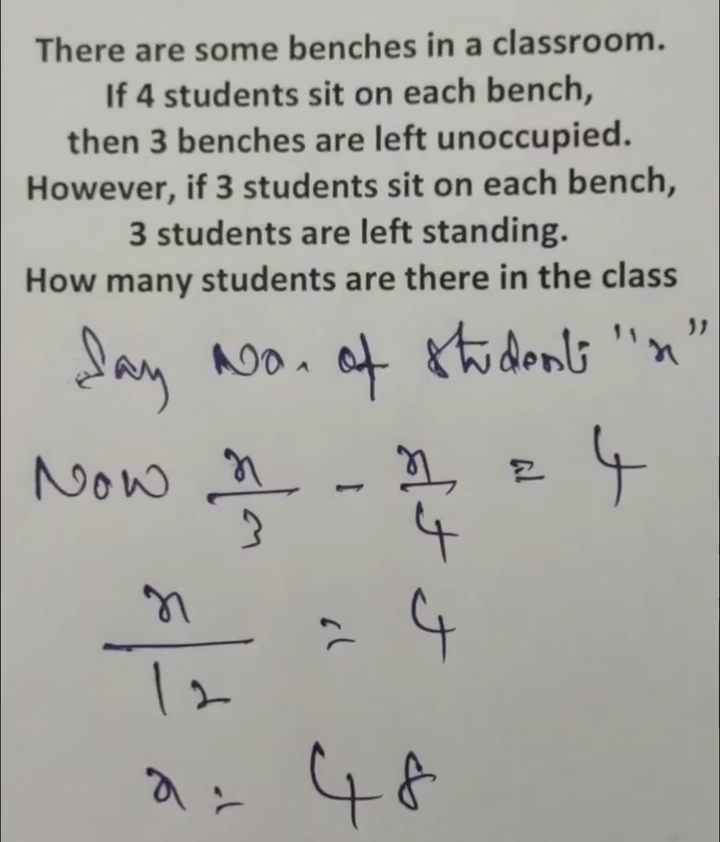 There are some benches in a classroom.
If 4 students sit on each bench,
then 3 benches are left unoccupied.
However, if 3 students sit on each bench,
3 students are left standing.
How many students are there in the class
Say No. of students "x"
Now x/3 - x/4 = 4
x/12 = 4
x = 48